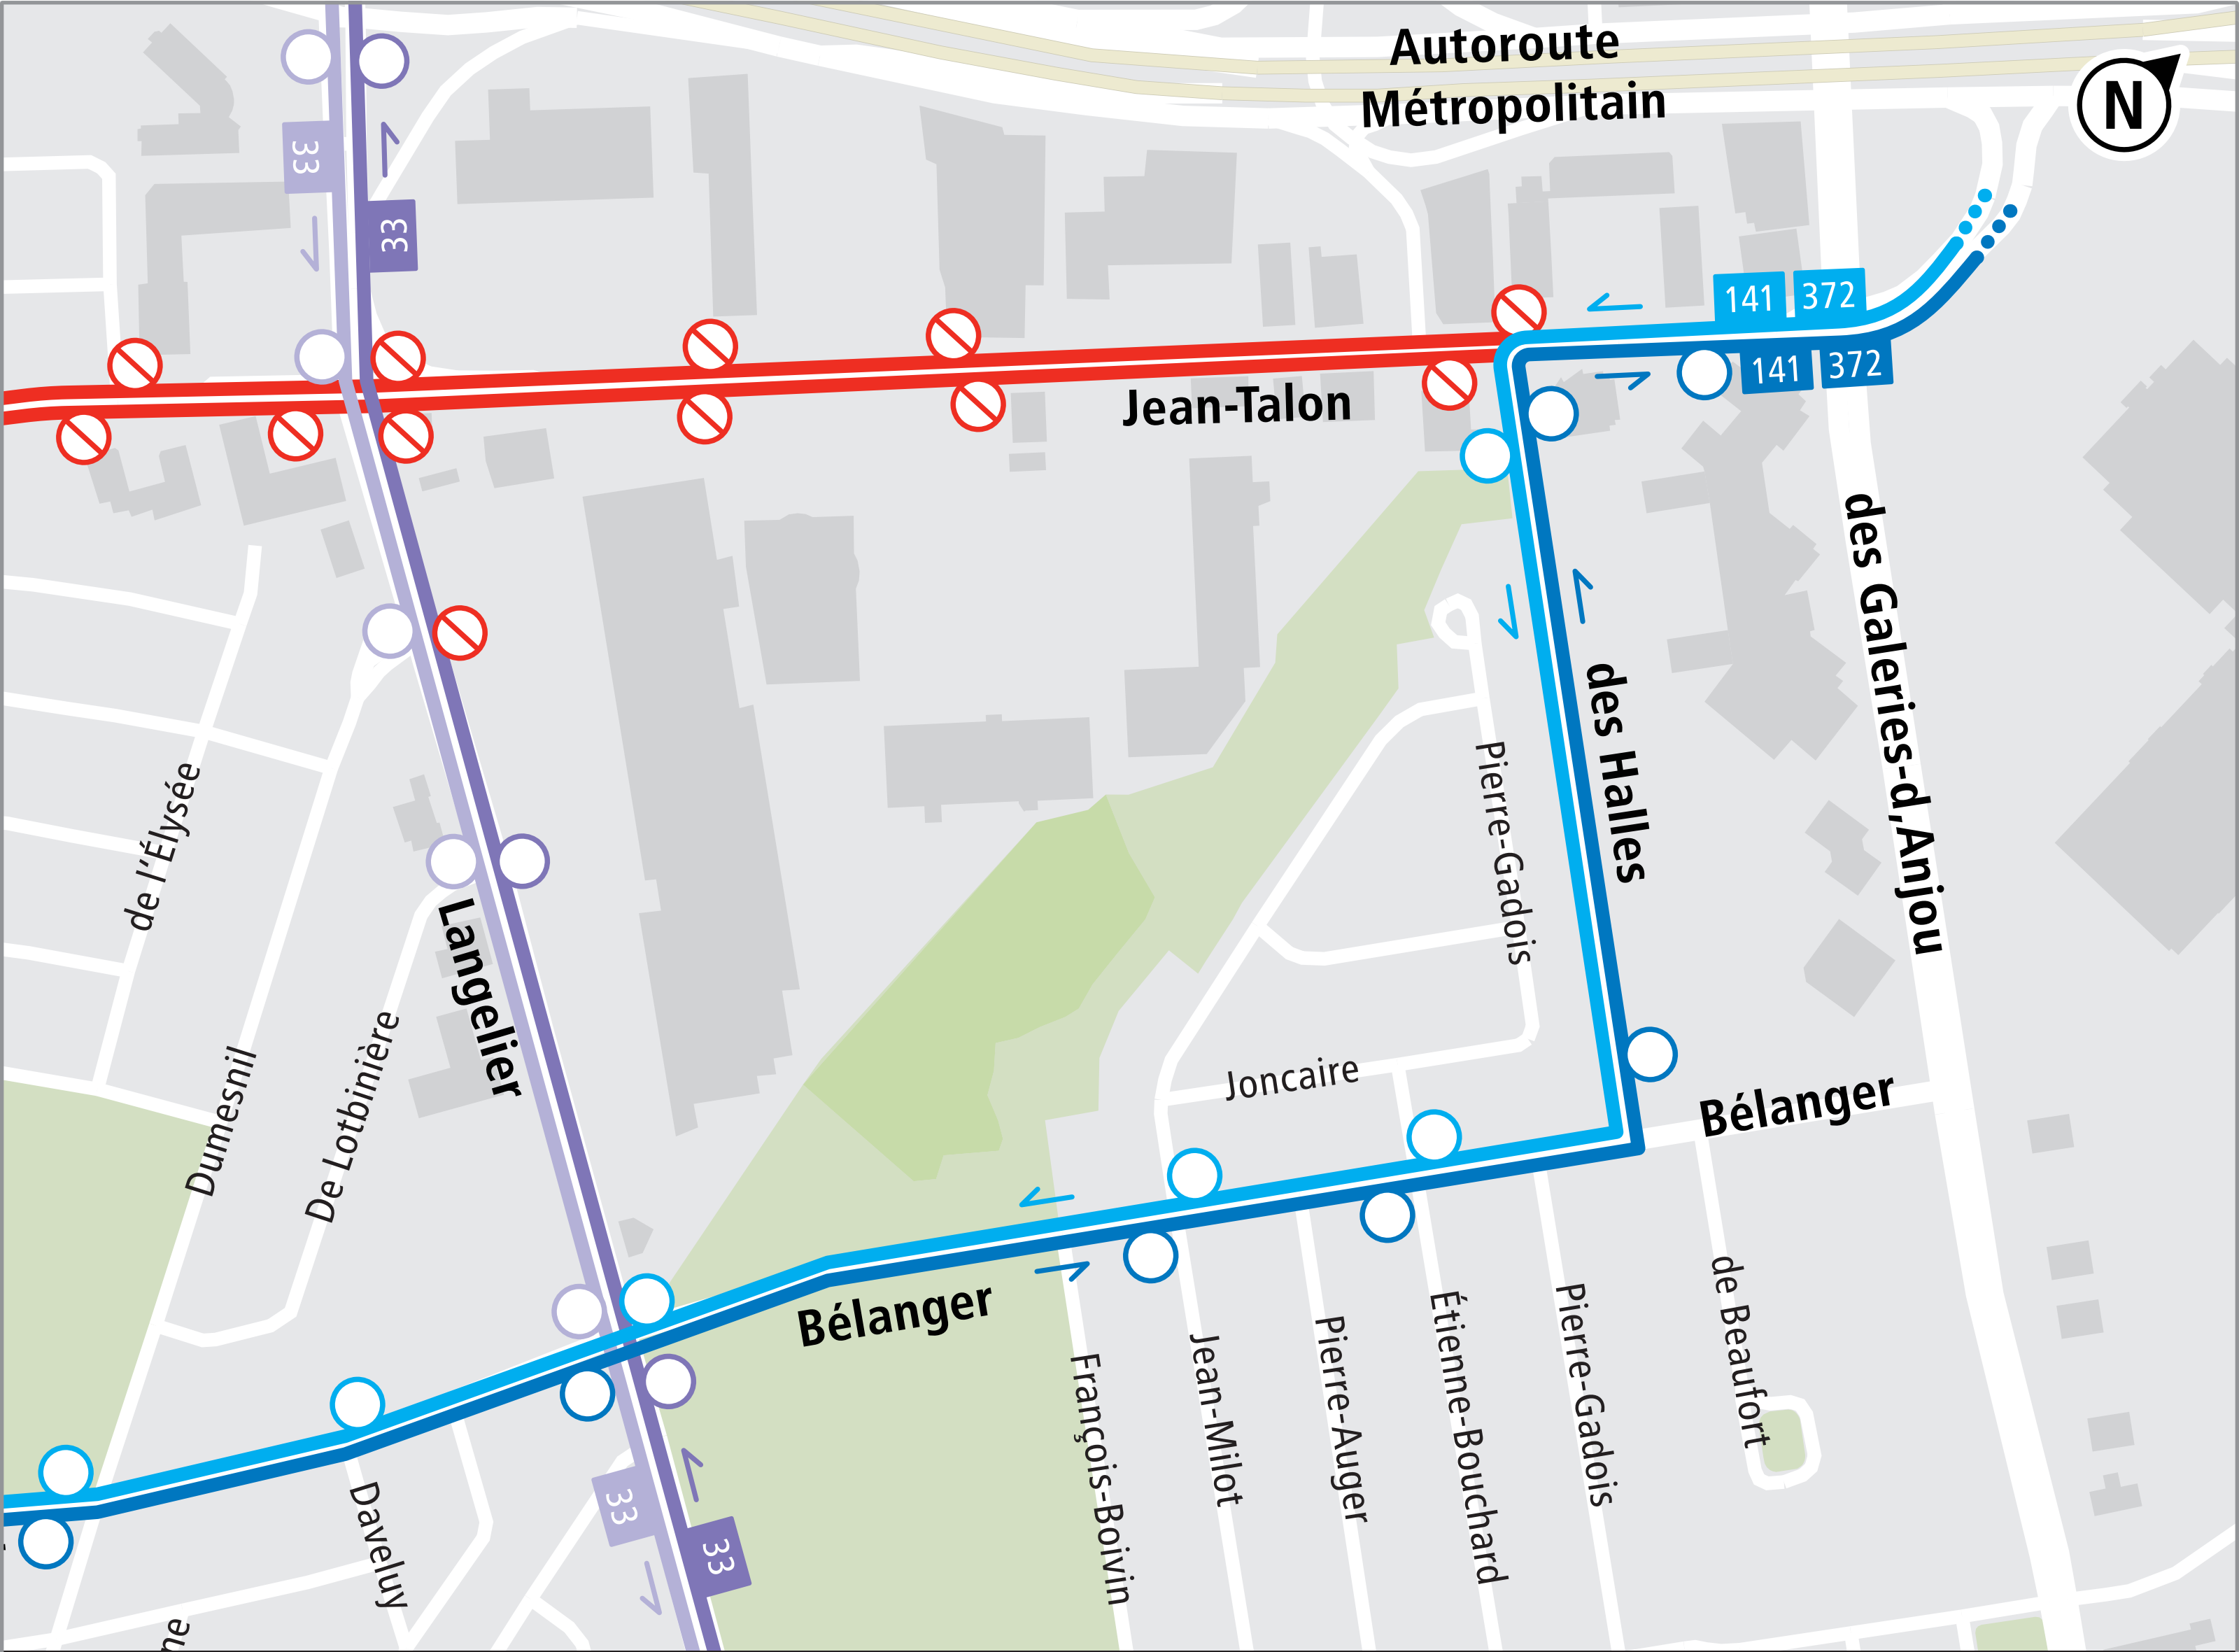 Autoroute
Métropolitain
N
33
33
141 372
141 372
Jean-Talon
des Galeries-d'Anjou
des Halles
Pierre-Gadois
de l'Élysée
Langelier
Dumesnil
De Lotbinière
Joncaire
Bélanger
Bélanger
François-Boivin
Jean-Milot
Pierre-Auger
Étienne-Bouchard
Pierre-Gadois
de Beaufort
Daveluy
33
33
ne